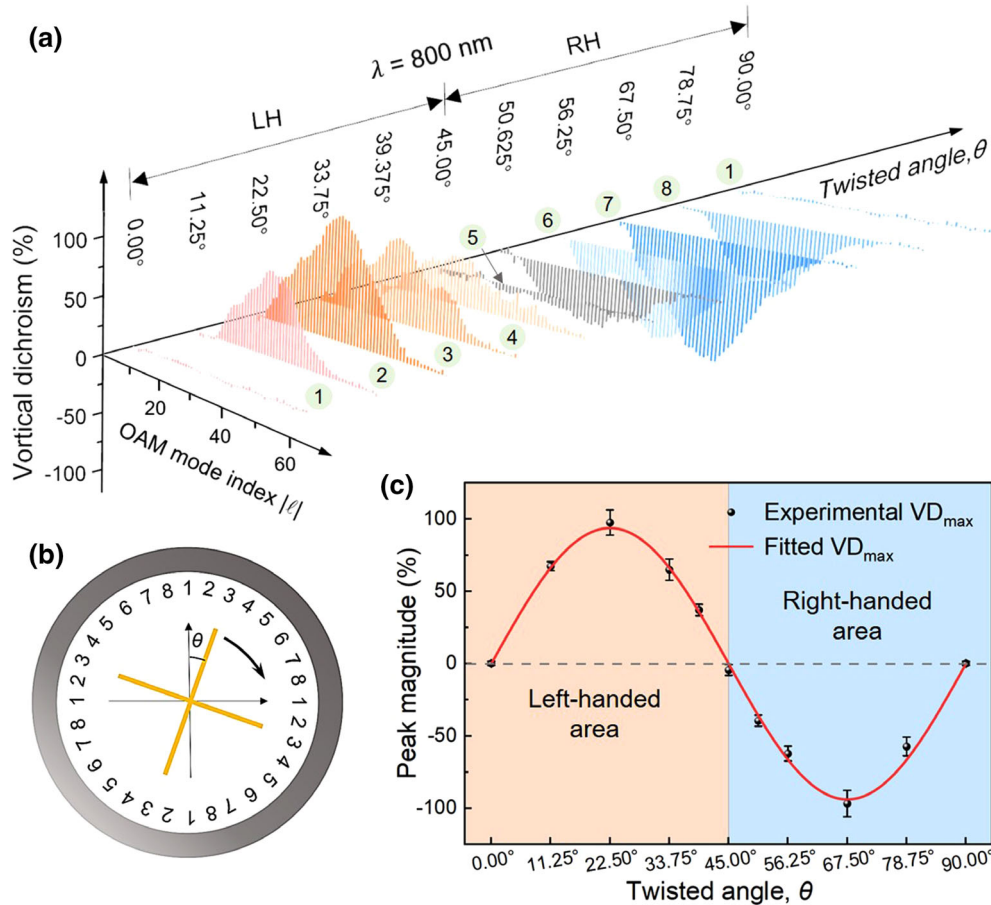 (a)
λ = 800 nm
LH
RH
0.00°
11.25°
22.50°
33.75°
39.375°
45.00°
50.625°
56.25°
67.50°
78.75°
90.00°
Twisted angle, θ
Vortical dichroism (%)
100
50
0
-50
-100
20
40
60
OAM mode index |ℓ|
1
2
3
4
5
6
7
8
1
(b)
θ
1 2 3 4 5 6 7 8 1 2 3 4 5 6 7 8 1 2 3 4 5 6 7 8 1 2 3 4 5 6 7 8
(c)
Peak magnitude (%)
100
50
0
-50
-100
Experimental VDmax
Fitted VDmax
Right-handed
area
Left-handed
area
0.00°
11.25°
22.50°
33.75°
45.00°
56.25°
67.50°
78.75°
90.00°
Twisted angle, θ